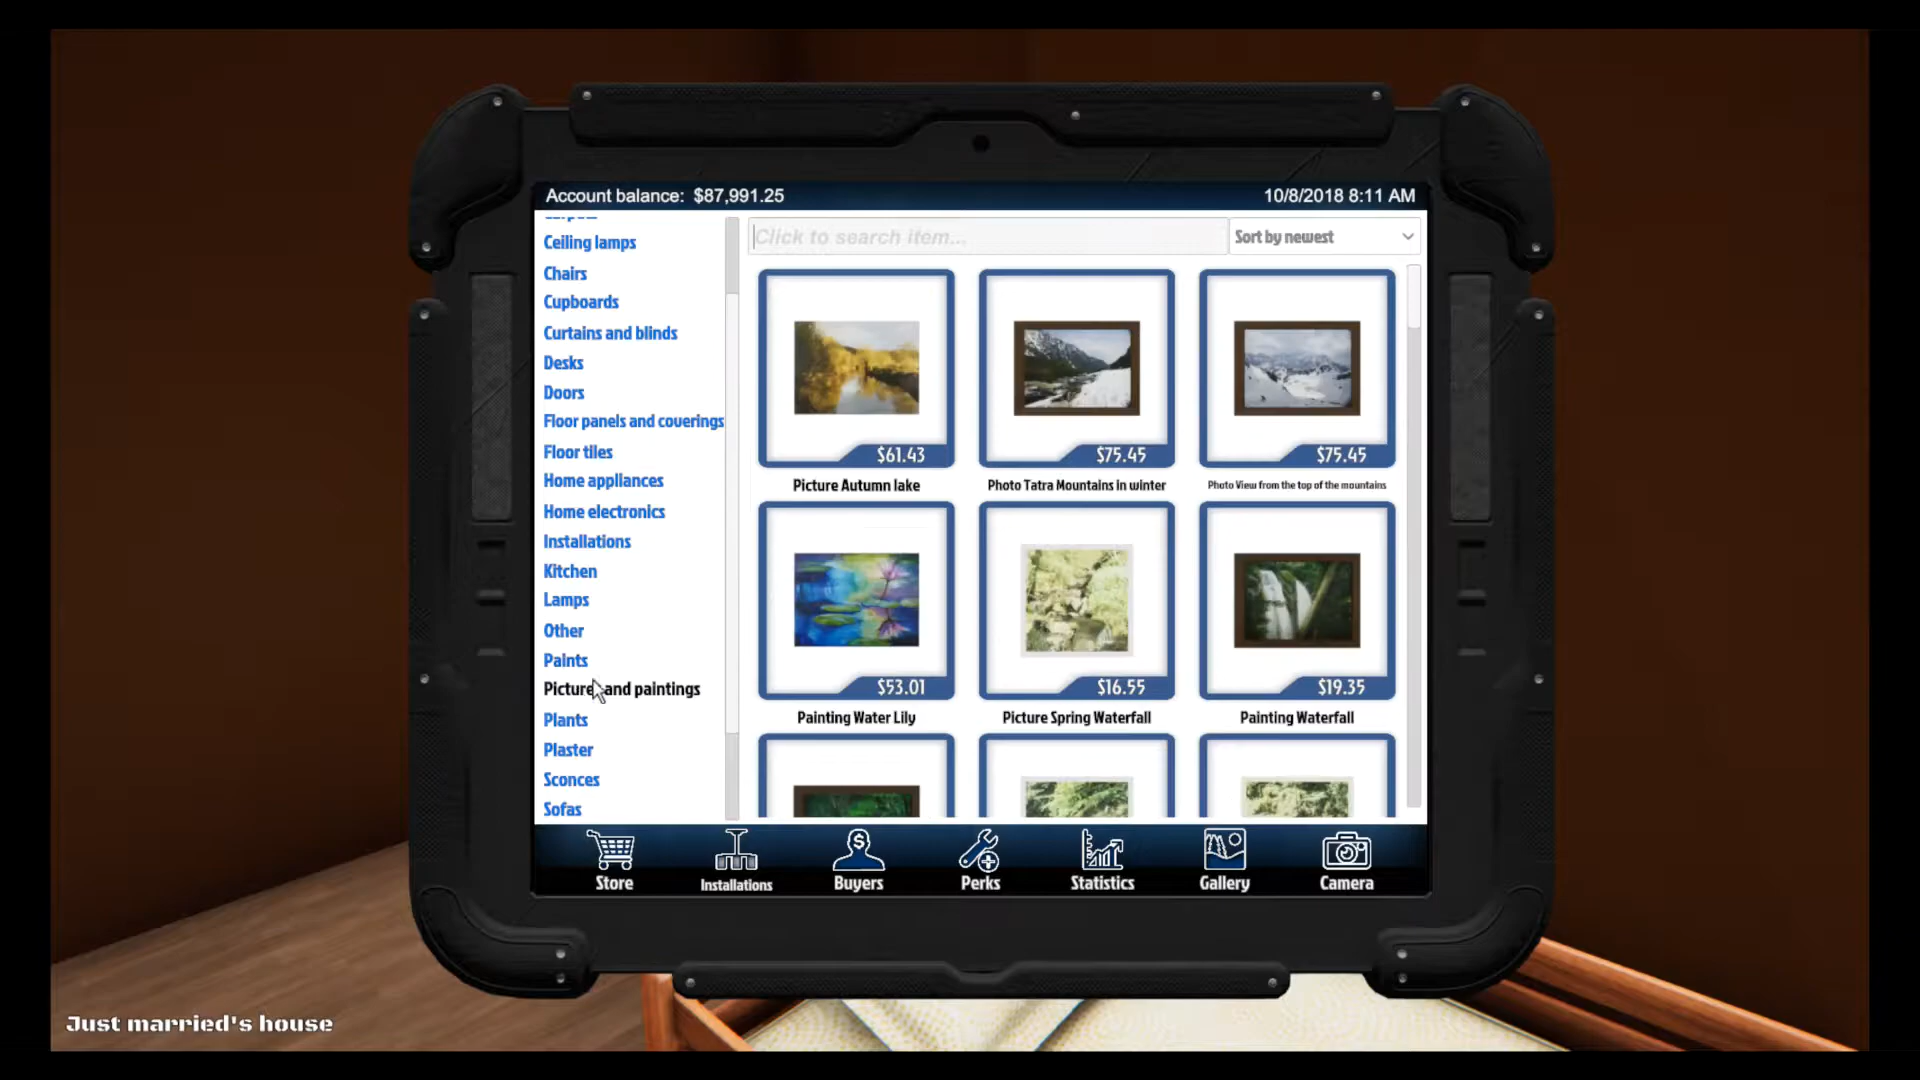 Account balance: $87,991.25
10/8/2018 8:11 AM
Ceiling lamps
Chairs
Cupboards
Curtains and blinds
Desks
Doors
Floor panels and coverings
Floor tiles
Home appliances
Home electronics
Installations
Kitchen
Lamps
Other
Paints
Pictures and paintings
Plants
Plaster
Sconces
Sofas
Click to search item...
Sort by newest
$61.43
$75.45
$75.45
Picture Autumn lake
Photo Tatra Mountains in winter
Photo View from the top of the mountains
$53.01
$16.55
$19.35
Painting Water Lily
Picture Spring Waterfall
Painting Waterfall
Store
Installations
Buyers
Perks
Statistics
Gallery
Camera
Just married's house